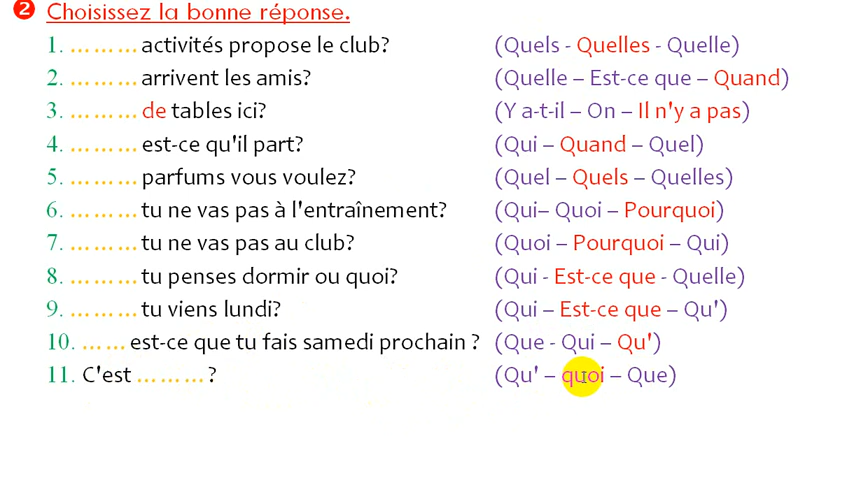 2 Choisissez la bonne réponse.
1. ……… activités propose le club? (Quels - Quelles - Quelle)
2. ……… arrivent les amis? (Quelle – Est-ce que – Quand)
3. ……… de tables ici? (Y a-t-il – On – Il n'y a pas)
4. ……… est-ce qu'il part? (Qui – Quand – Quel)
5. ……… parfums vous voulez? (Quel – Quels – Quelles)
6. ……… tu ne vas pas à l'entraînement? (Qui– Quoi – Pourquoi)
7. ……… tu ne vas pas au club? (Quoi – Pourquoi – Qui)
8. ……… tu penses dormir ou quoi? (Qui - Est-ce que - Quelle)
9. ……… tu viens lundi? (Qui – Est-ce que – Qu')
10. …… est-ce que tu fais samedi prochain ? (Que - Qui – Qu')
11. C'est ……… ? (Qu' – quoi – Que)